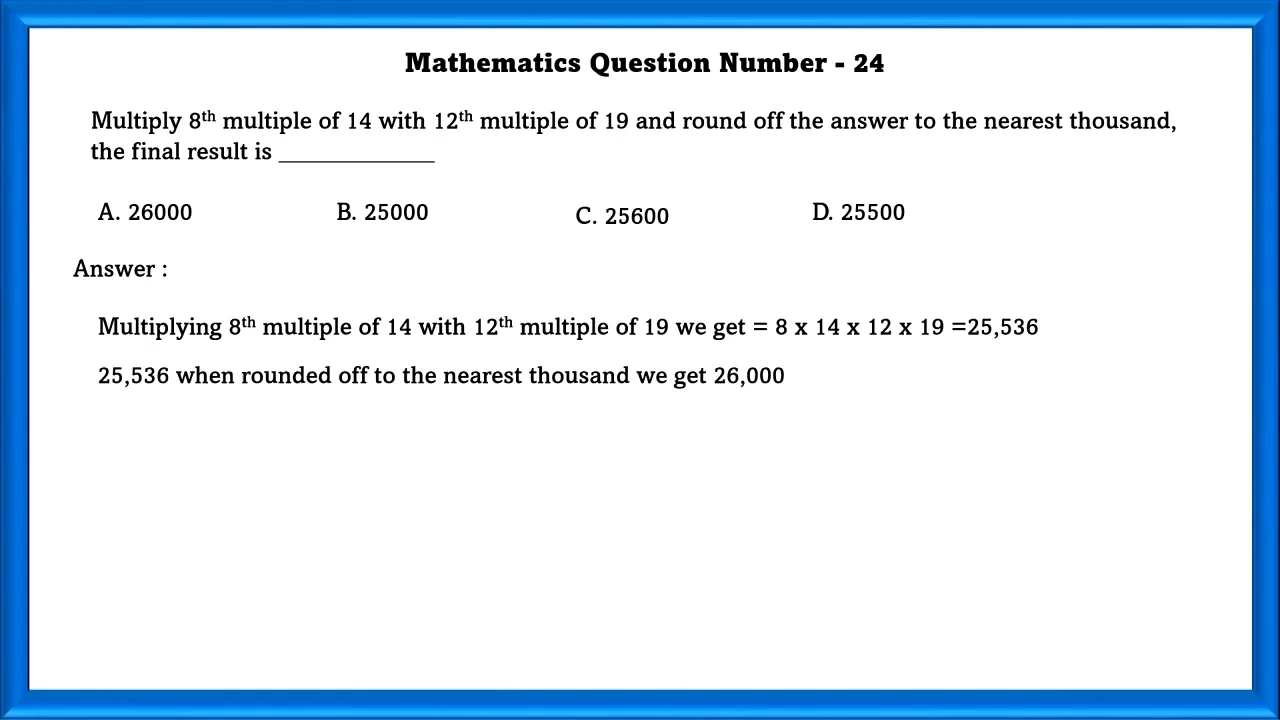 Mathematics Question Number - 24
Multiply 8th multiple of 14 with 12th multiple of 19 and round off the answer to the nearest thousand,
the final result is ____________
A. 26000 B. 25000 C. 25600 D. 25500
Answer :
Multiplying 8th multiple of 14 with 12th multiple of 19 we get = 8 x 14 x 12 x 19 =25,536
25,536 when rounded off to the nearest thousand we get 26,000